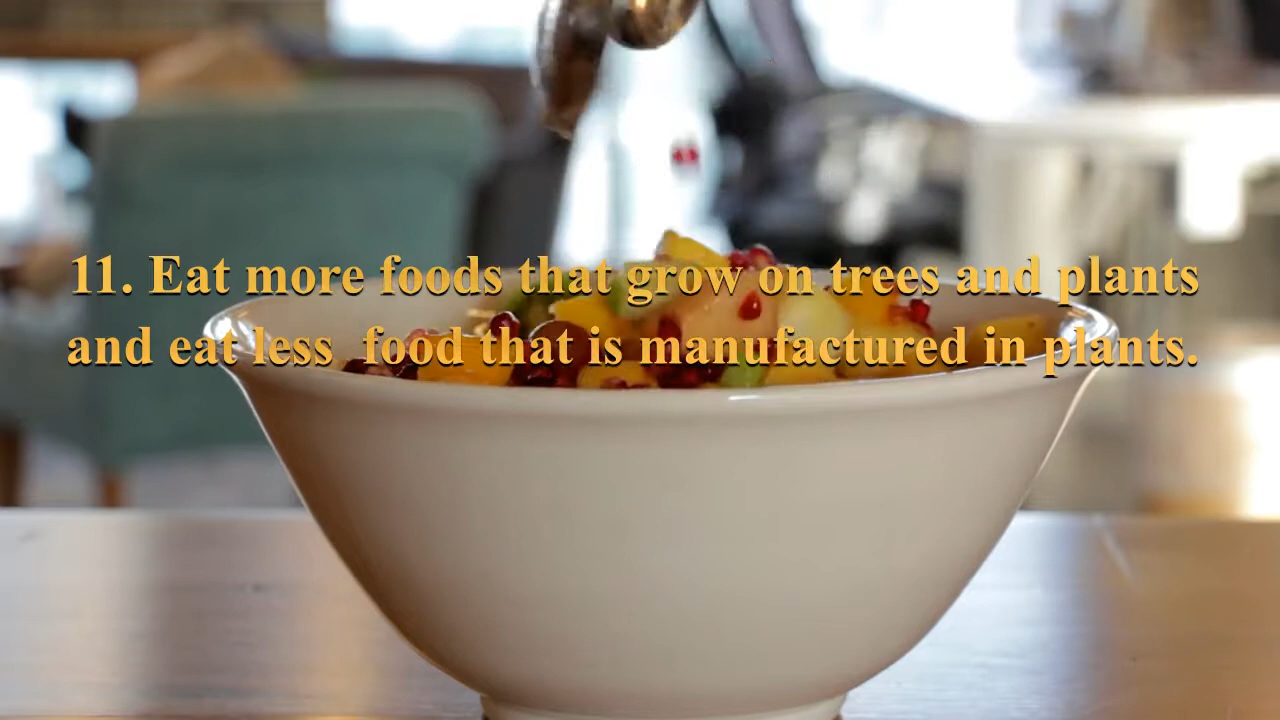 11. Eat more foods that grow on trees and plants
and eat less  food that is manufactured in plants.